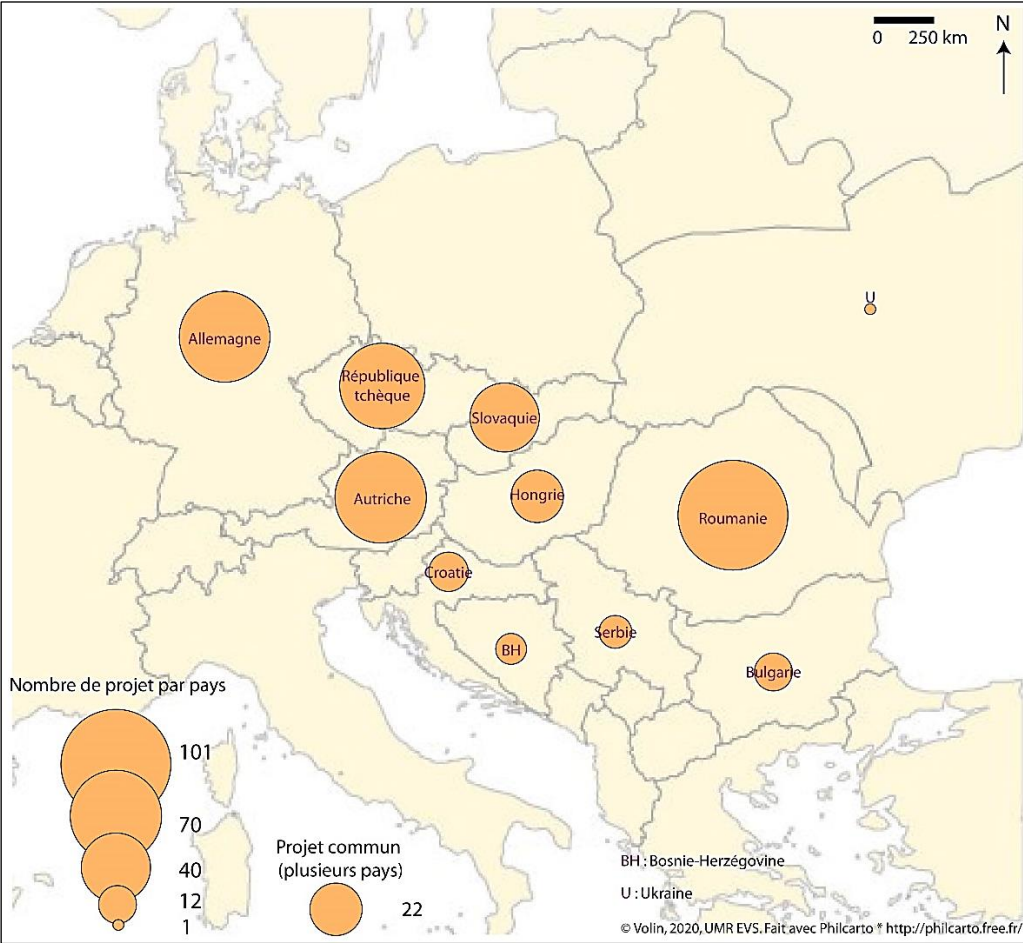 N
0 250 km
U
Allemagne
République
tchèque
Slovaquie
Autriche
Hongrie
Roumanie
Croatie
Serbie
BH
Bulgarie
Nombre de projet par pays
101
70
40
12
1
Projet commun
(plusieurs pays)
22
BH : Bosnie-Herzégovine
U : Ukraine
© Volin, 2020, UMR EVS. Fait avec Philcarto * http://philcarto.free.fr/